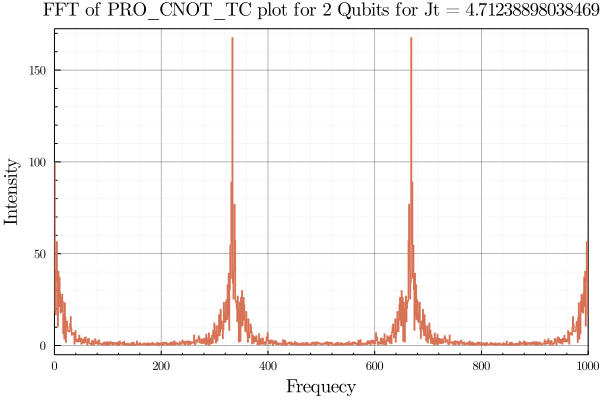 FFT of PRO_CNOT_TC plot for 2 Qubits for Jt = 4.71238898038469
Intensity
150
100
50
0
0 200 400 600 800 1000
Frequecy